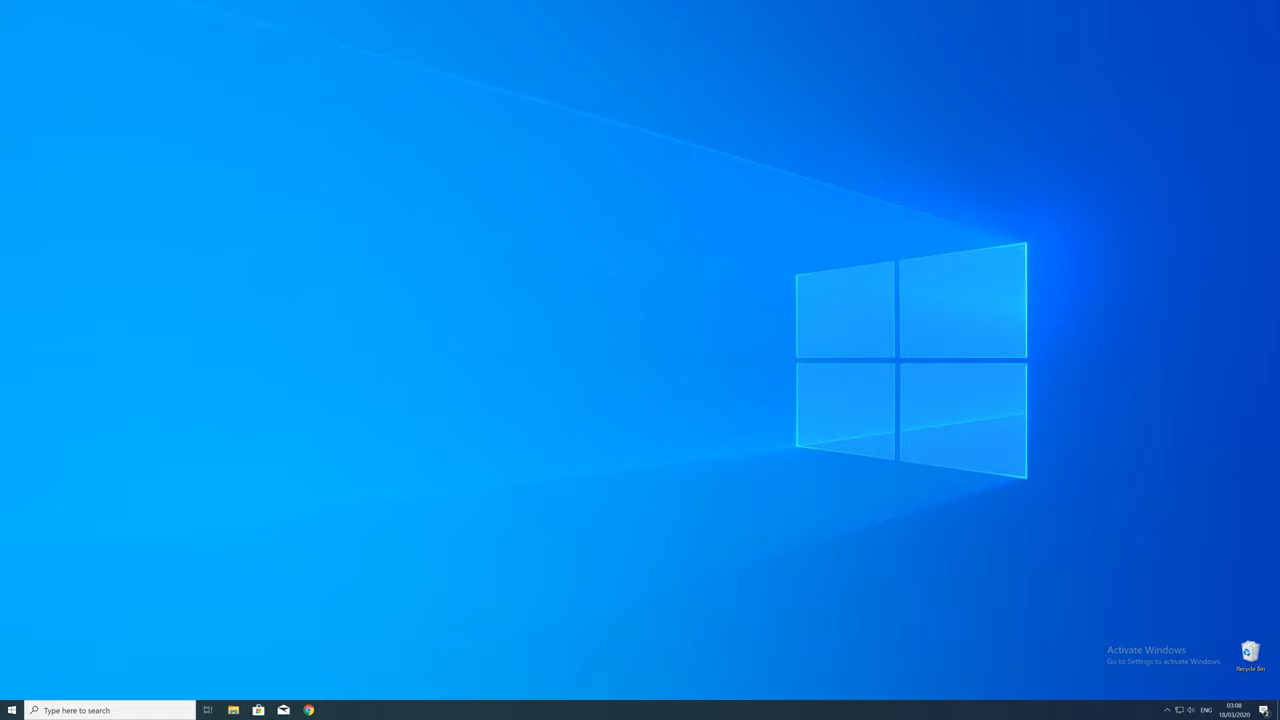 Activate Windows
Go to Settings to activate Windows.
Recycle Bin
Type here to search
ENG
03:08
18/03/2020